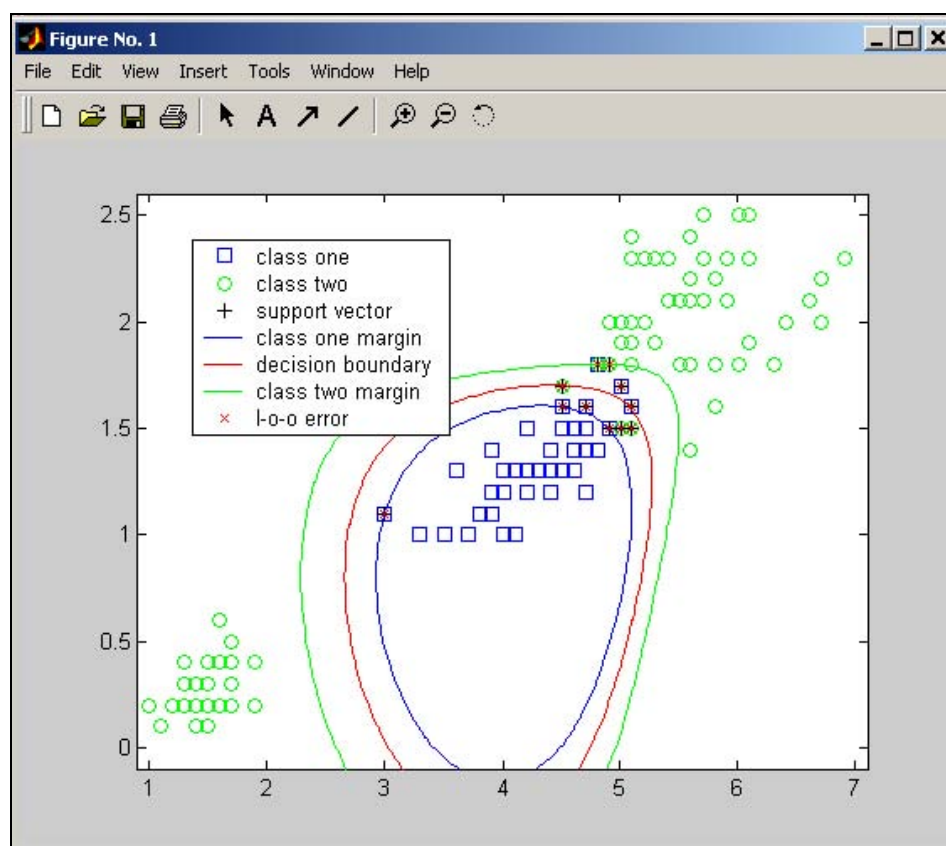 Figure No. 1
File Edit View Insert Tools Window Help
2.5
class one
class two
support vector
class one margin
decision boundary
class two margin
l-o-o error
2
1.5
1
0.5
0
1 2 3 4 5 6 7